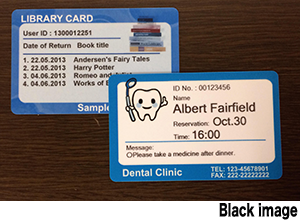 LIBRARY CARD
User ID : 1300012251
Date of Return Book title
1. 22.05.2013 Andersen's Fairy Tales
2. 22.05.2013 Harry Potter
3. 04.06.2013 Romeo and
4. 04.06.2013 Works of
Sample
ID No. : 00123456
Name
Albert Fairfield
Reservation: Oct.30
Time: 16:00
Message:
○Please take a medicine after dinner.
Dental Clinic
TEL: 123-45678901
FAX: 222-22222222
Black image